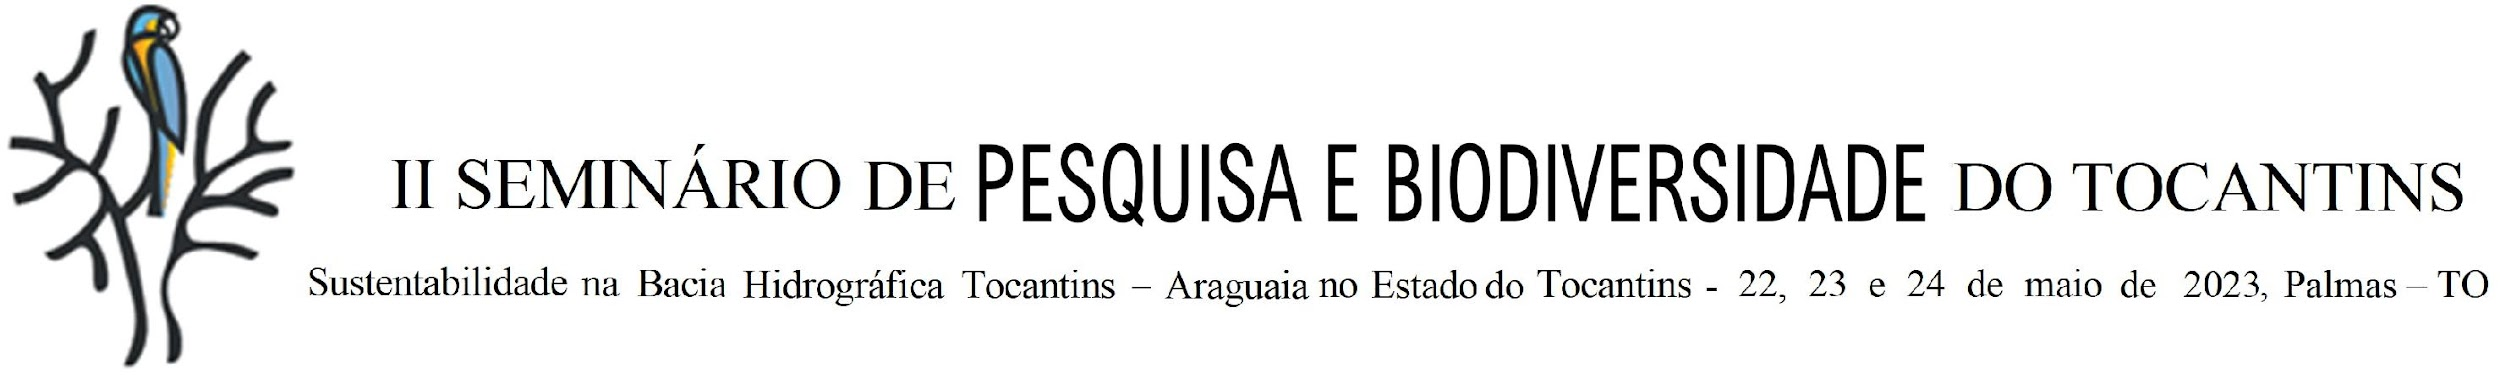 II SEMINÁRIO DE PESQUISA E BIODIVERSIDADE DO TOCANTINS
Sustentabilidade na Bacia Hidrográfica Tocantins – Araguaia no Estado do Tocantins - 22, 23 e 24 de maio de 2023, Palmas – TO